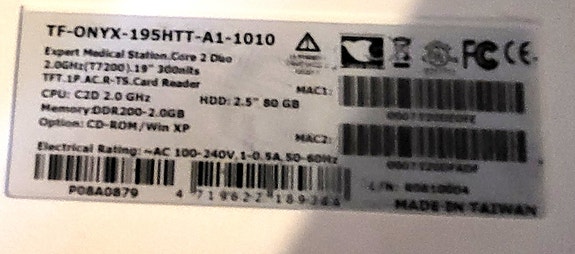 TF-ONYX-195HTT-A1-1010
Expert Medical Station.Core 2 Duo
2.0GHz(T7200).19" 300nits
TFT.1P.AC.R-TS.Card Reader
CPU: C2D 2.0 GHz HDD: 2.5" 80 GB
Memory:DDR200-2.0GB
Option: CD-ROM/Win XP
Electrical Rating: ~AC 100-240V,1-0.5A,50-60Hz
P08A0879
4 719622
FC CE
MAC1:
MAC2:
MADE IN TAIWAN